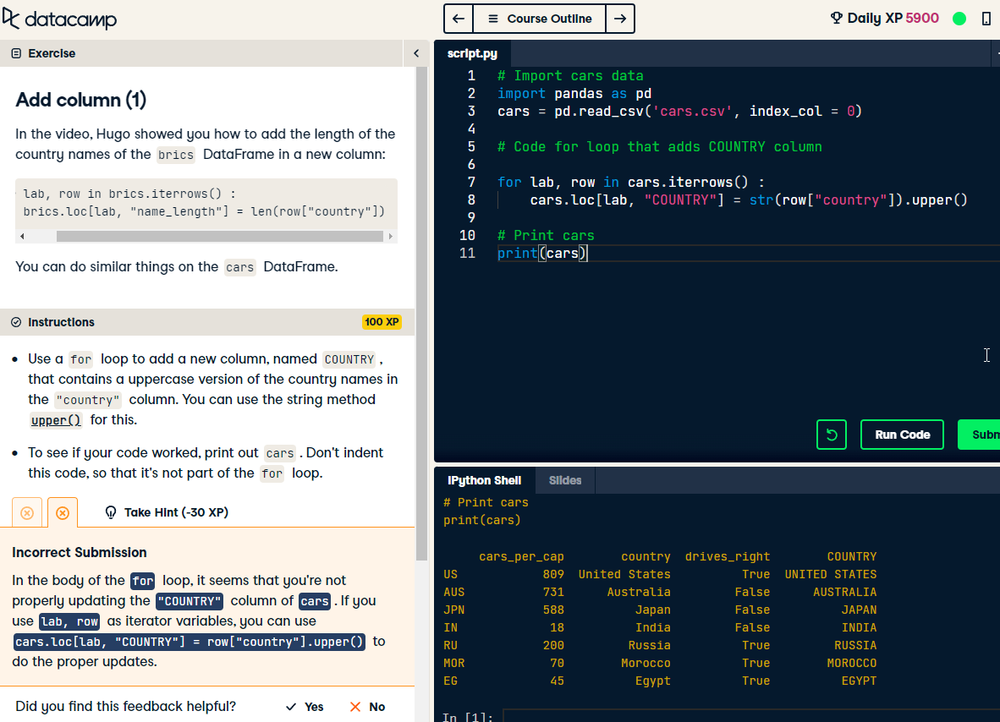 datacamp
Course Outline
Daily XP 5900
Exercise
Add column (1)
In the video, Hugo showed you how to add the length of the
country names of the brics DataFrame in a new column:
lab, row in brics.iterrows() :
brics.loc[lab, "name_length"] = len(row["country"])
You can do similar things on the cars DataFrame.
Instructions
100 XP
Use a for loop to add a new column, named COUNTRY ,
that contains a uppercase version of the country names in
the "country" column. You can use the string method
upper() for this.
To see if your code worked, print out cars . Don't indent
this code, so that it's not part of the for loop.
Take Hint (-30 XP)
Incorrect Submission
In the body of the for loop, it seems that you're not
properly updating the "COUNTRY" column of cars . If you
use lab, row as iterator variables, you can use
cars.loc[lab, "COUNTRY"] = row["country"].upper() to
do the proper updates.
Did you find this feedback helpful?
Yes
No
script.py
1 # Import cars data
2 import pandas as pd
3 cars = pd.read_csv('cars.csv', index_col = 0)
4
5 # Code for loop that adds COUNTRY column
6
7 for lab, row in cars.iterrows() :
8 cars.loc[lab, "COUNTRY"] = str(row["country"]).upper()
9
10 # Print cars
11 print(cars)
Run Code
Subm
IPython Shell
Slides
# Print cars
print(cars)
cars_per_cap country drives_right COUNTRY
US 809 United States True UNITED STATES
AUS 731 Australia False AUSTRALIA
JPN 588 Japan False JAPAN
IN 18 India False INDIA
RU 200 Russia True RUSSIA
MOR 70 Morocco True MOROCCO
EG 45 Egypt True EGYPT
In [1]: